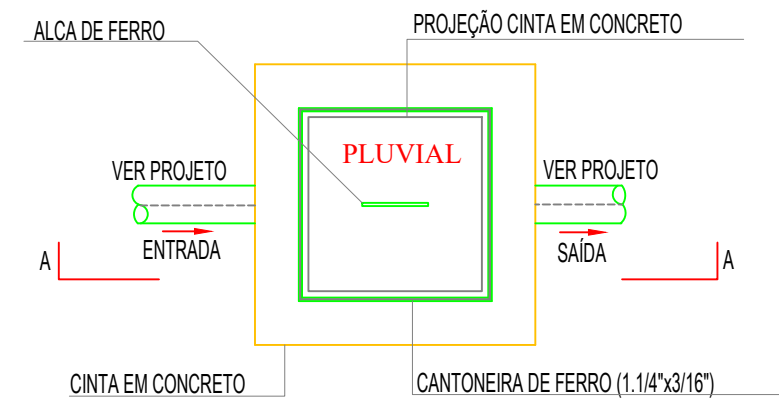 ALCA DE FERRO
PROJEÇÃO CINTA EM CONCRETO
PLUVIAL
VER PROJETO
VER PROJETO
ENTRADA
SAÍDA
A
A
CINTA EM CONCRETO
CANTONEIRA DE FERRO (1.1/4"x3/16")